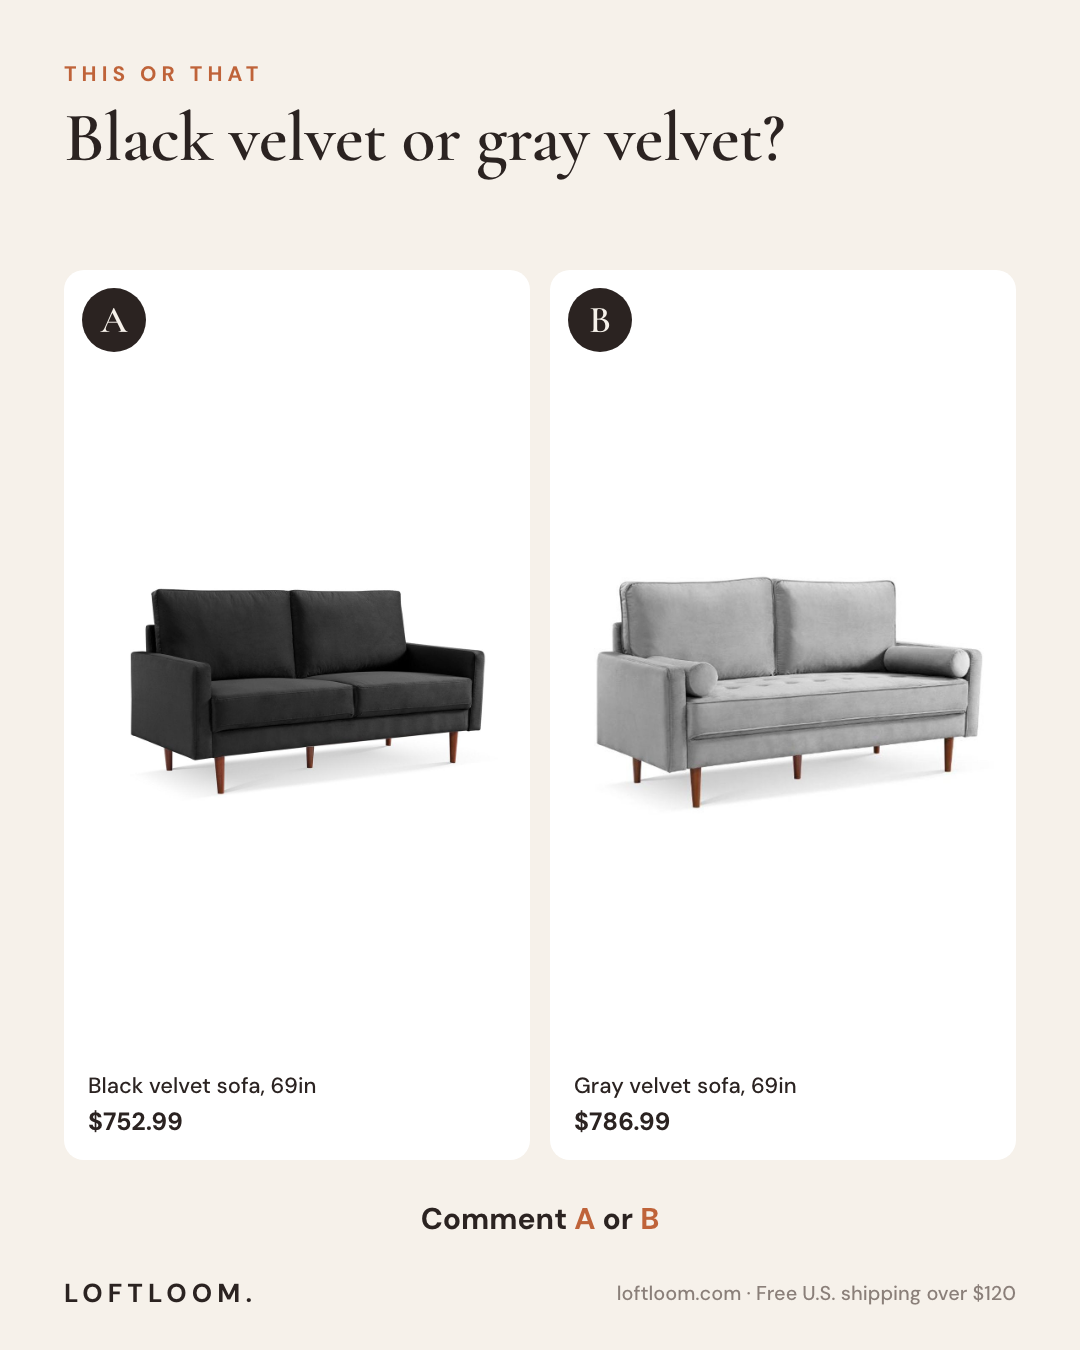 THIS OR THAT
Black velvet or gray velvet?
A
B
Black velvet sofa, 69in
$752.99
Gray velvet sofa, 69in
$786.99
Comment A or B
LOFTLOOM.
loftloom.com · Free U.S. shipping over $120